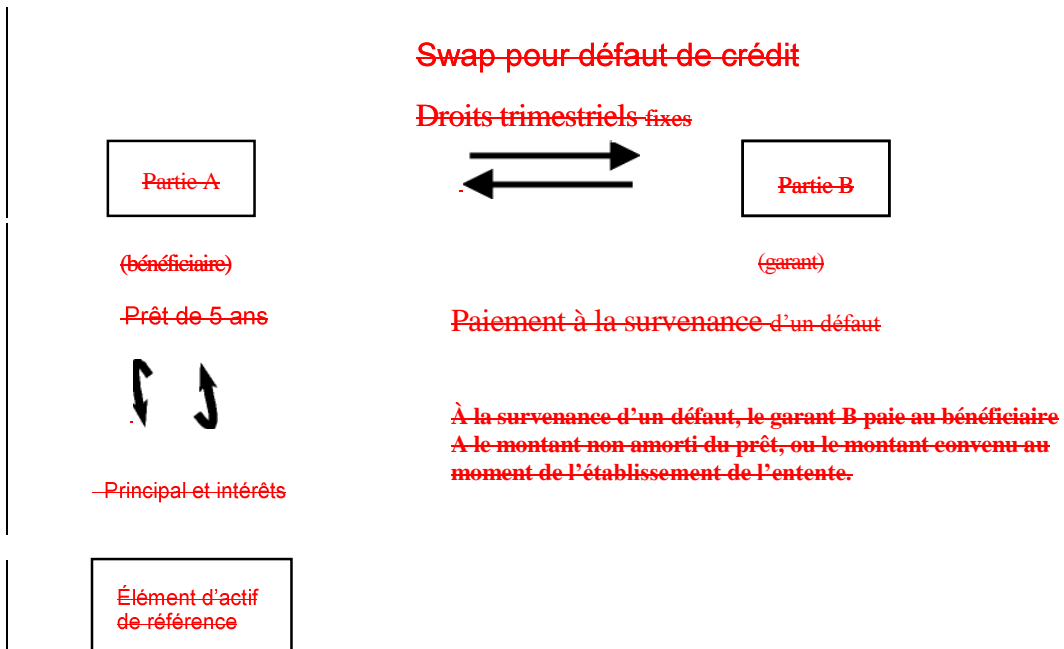 Swap pour défaut de crédit
Droits trimestriels fixes
Partie A
Partie B
(bénéficiaire)
(garant)
Prêt de 5 ans
Paiement à la survenance d’un défaut
À la survenance d’un défaut, le garant B paie au bénéficiaire
A le montant non amorti du prêt, ou le montant convenu au
moment de l’établissement de l’entente.
Principal et intérêts
Élément d’actif
de référence